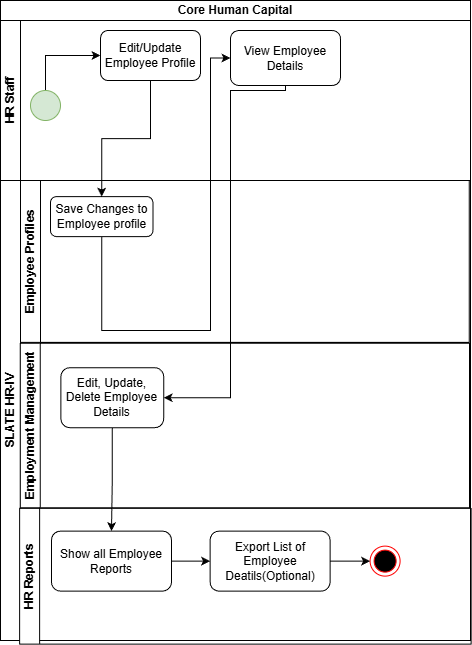 Core Human Capital
HR Staff
Edit/Update
Employee Profile
View Employee
Details
SLATE HR-IV
Employee Profiles
Save Changes to
Employee profile
Employment Management
Edit, Update,
Delete Employee
Details
HR Reports
Show all Employee
Reports
Export List of
Employee
Deatils(Optional)